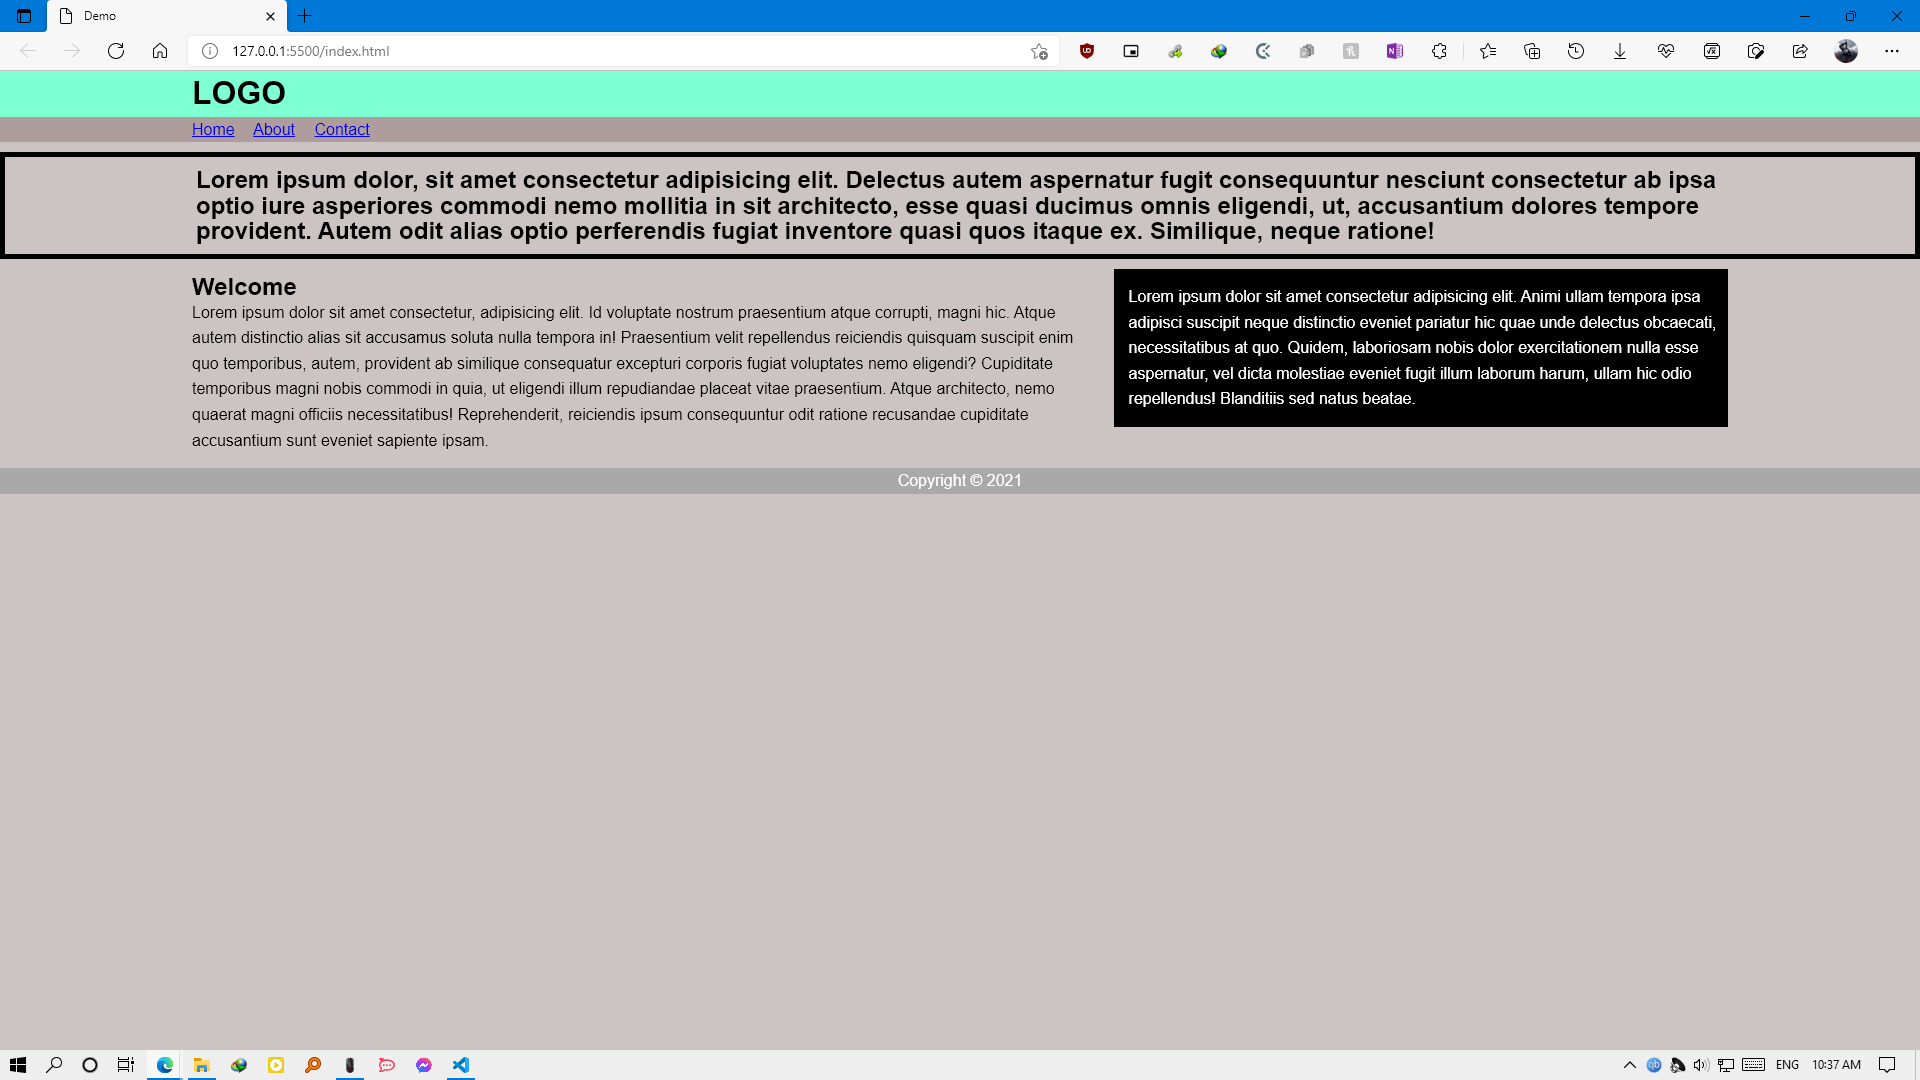 Demo
127.0.0.1:5500/index.html
LOGO
Home About Contact
Lorem ipsum dolor, sit amet consectetur adipisicing elit. Delectus autem aspernatur fugit consequuntur nesciunt consectetur ab ipsa
optio iure asperiores commodi nemo mollitia in sit architecto, esse quasi ducimus omnis eligendi, ut, accusantium dolores tempore
provident. Autem odit alias optio perferendis fugiat inventore quasi quos itaque ex. Similique, neque ratione!
Welcome
Lorem ipsum dolor sit amet consectetur, adipisicing elit. Id voluptate nostrum praesentium atque corrupti, magni hic. Atque
autem distinctio alias sit accusamus soluta nulla tempora in! Praesentium velit repellendus reiciendis quisquam suscipit enim
quo temporibus, autem, provident ab similique consequatur excepturi corporis fugiat voluptates nemo eligendi? Cupiditate
temporibus magni nobis commodi in quia, ut eligendi illum repudiandae placeat vitae praesentium. Atque architecto, nemo
quaerat magni officiis necessitatibus! Reprehenderit, reiciendis ipsum consequuntur odit ratione recusandae cupiditate
accusantium sunt eveniet sapiente ipsam.
Lorem ipsum dolor sit amet consectetur adipisicing elit. Animi ullam tempora ipsa
adipisci suscipit neque distinctio eveniet pariatur hic quae unde delectus obcaecati,
necessitatibus at quo. Quidem, laboriosam nobis dolor exercitationem nulla esse
aspernatur, vel dicta molestiae eveniet fugit illum laborum harum, ullam hic odio
repellendus! Blanditiis sed natus beatae.
Copyright © 2021
ENG 10:37 AM